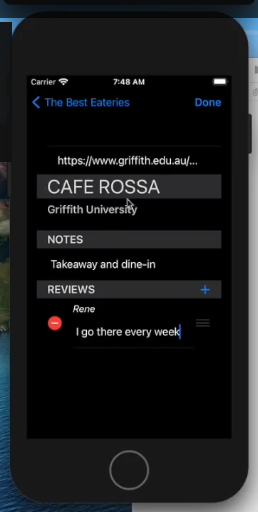 Carrier 7:48 AM
The Best Eateries Done
https://www.griffith.edu.au/...
CAFE ROSSA
Griffith University
NOTES
Takeaway and dine-in
REVIEWS +
Rene
I go there every week